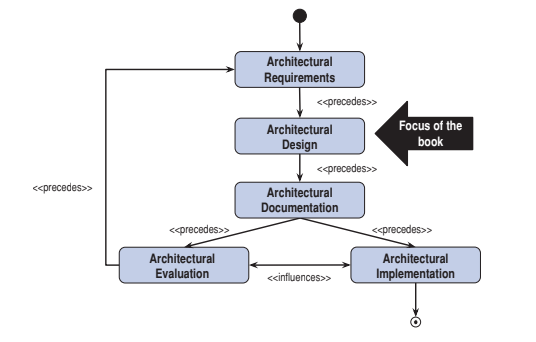 Architectural
Requirements
<<precedes>>
Architectural
Design
Focus of the
book
<<precedes>>
<<precedes>>
Architectural
Documentation
<<precedes>>
<<precedes>>
Architectural
Evaluation
<<influences>>
Architectural
Implementation